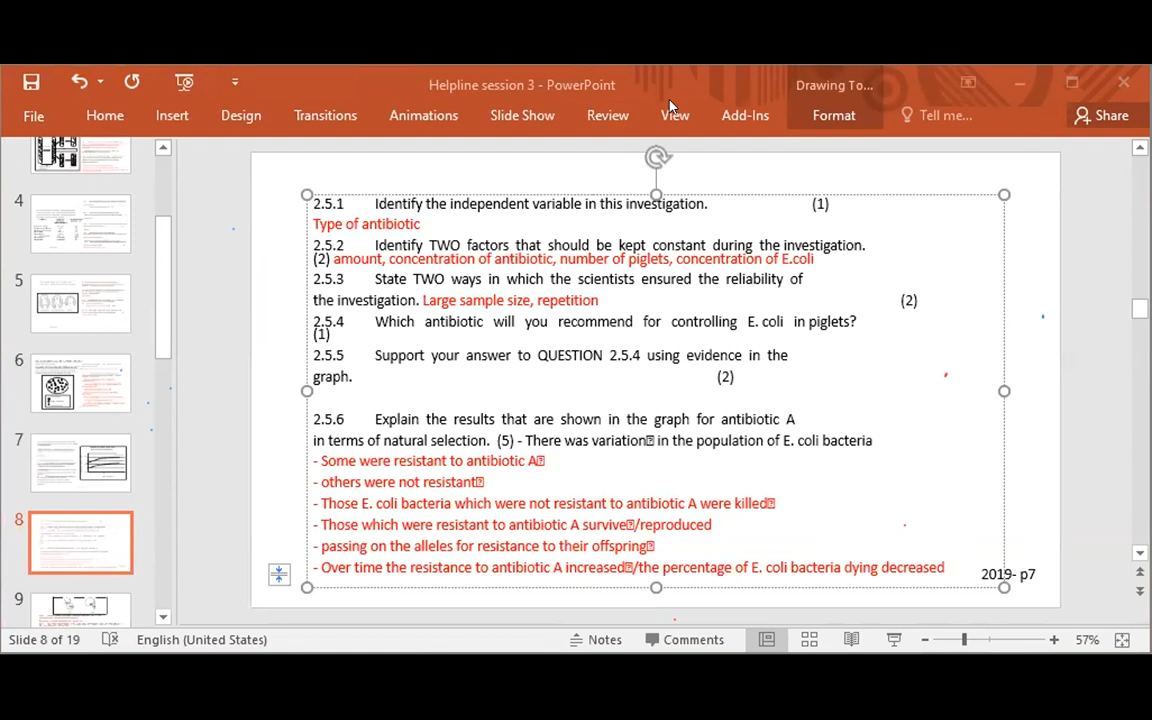 Helpline session 3 - PowerPoint
Drawing To...
File
Home
Insert
Design
Transitions
Animations
Slide Show
Review
View
Add-Ins
Format
Tell me...
Share
4
5
6
7
8
9
2.5.1 Identify the independent variable in this investigation. (1)
Type of antibiotic
2.5.2 Identify TWO factors that should be kept constant during the investigation.
(2) amount, concentration of antibiotic, number of piglets, concentration of E.coli
2.5.3 State TWO ways in which the scientists ensured the reliability of
the investigation. Large sample size, repetition (2)
2.5.4 Which antibiotic will you recommend for controlling E. coli in piglets?
(1)
2.5.5 Support your answer to QUESTION 2.5.4 using evidence in the
graph. (2)
2.5.6 Explain the results that are shown in the graph for antibiotic A
in terms of natural selection. (5) - There was variation in the population of E. coli bacteria
- Some were resistant to antibiotic A
- others were not resistant
- Those E. coli bacteria which were not resistant to antibiotic A were killed
- Those which were resistant to antibiotic A survive/reproduced
- passing on the alleles for resistance to their offspring
- Over time the resistance to antibiotic A increased/the percentage of E. coli bacteria dying decreased
2019- p7
Slide 8 of 19
English (United States)
Notes
Comments
57%